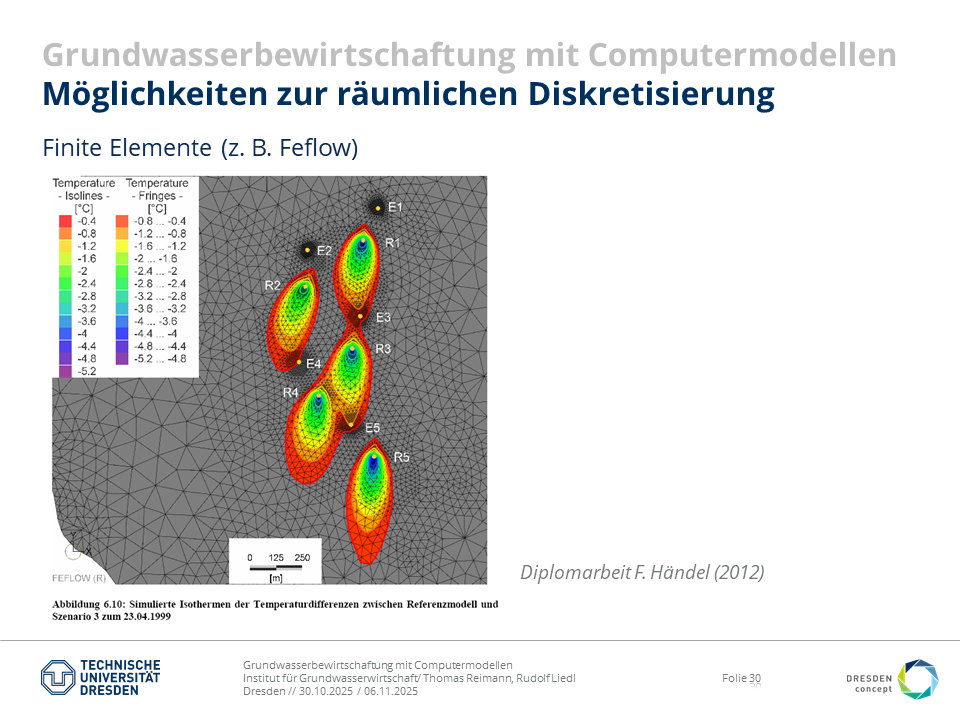 Grundwasserbewirtschaftung mit Computermodellen
Möglichkeiten zur räumlichen Diskretisierung
Finite Elemente (z. B. Feflow)
Temperature Temperature
- Isolines - - Fringes -
[°C] [°C]
-0.4 -0.8 ... -0.4
-0.8 -1.2 ... -0.8
-1.2 -1.6 ... -1.2
-1.6 -2 ... -1.6
-2 -2.4 ... -2
-2.4 -2.8 ... -2.4
-2.8 -3.2 ... -2.8
-3.2 -3.6 ... -3.2
-3.6 -4 ... -3.6
-4 -4.4 ... -4
-4.4 -4.8 ... -4.4
-4.8 -5.2 ... -4.8
-5.2
E1
R1
E2
R2
E3
R3
E4
R4
E5
R5
X
0 125 250
[m]
FEFLOW (R)
Diplomarbeit F. Händel (2012)
Abbildung 6.10: Simulierte Isothermen der Temperaturdifferenzen zwischen Referenzmodell und
Szenario 3 zum 23.04.1999
TECHNISCHE
UNIVERSITÄT
DRESDEN
Grundwasserbewirtschaftung mit Computermodellen
Institut für Grundwasserwirtschaft/ Thomas Reimann, Rudolf Liedl
Dresden // 30.10.2025 / 06.11.2025
Folie 30
DRESDEN
concept